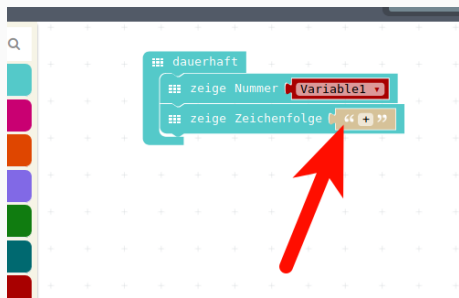 dauerhaft
zeige Nummer Variable1
zeige Zeichenfolge “ + ”